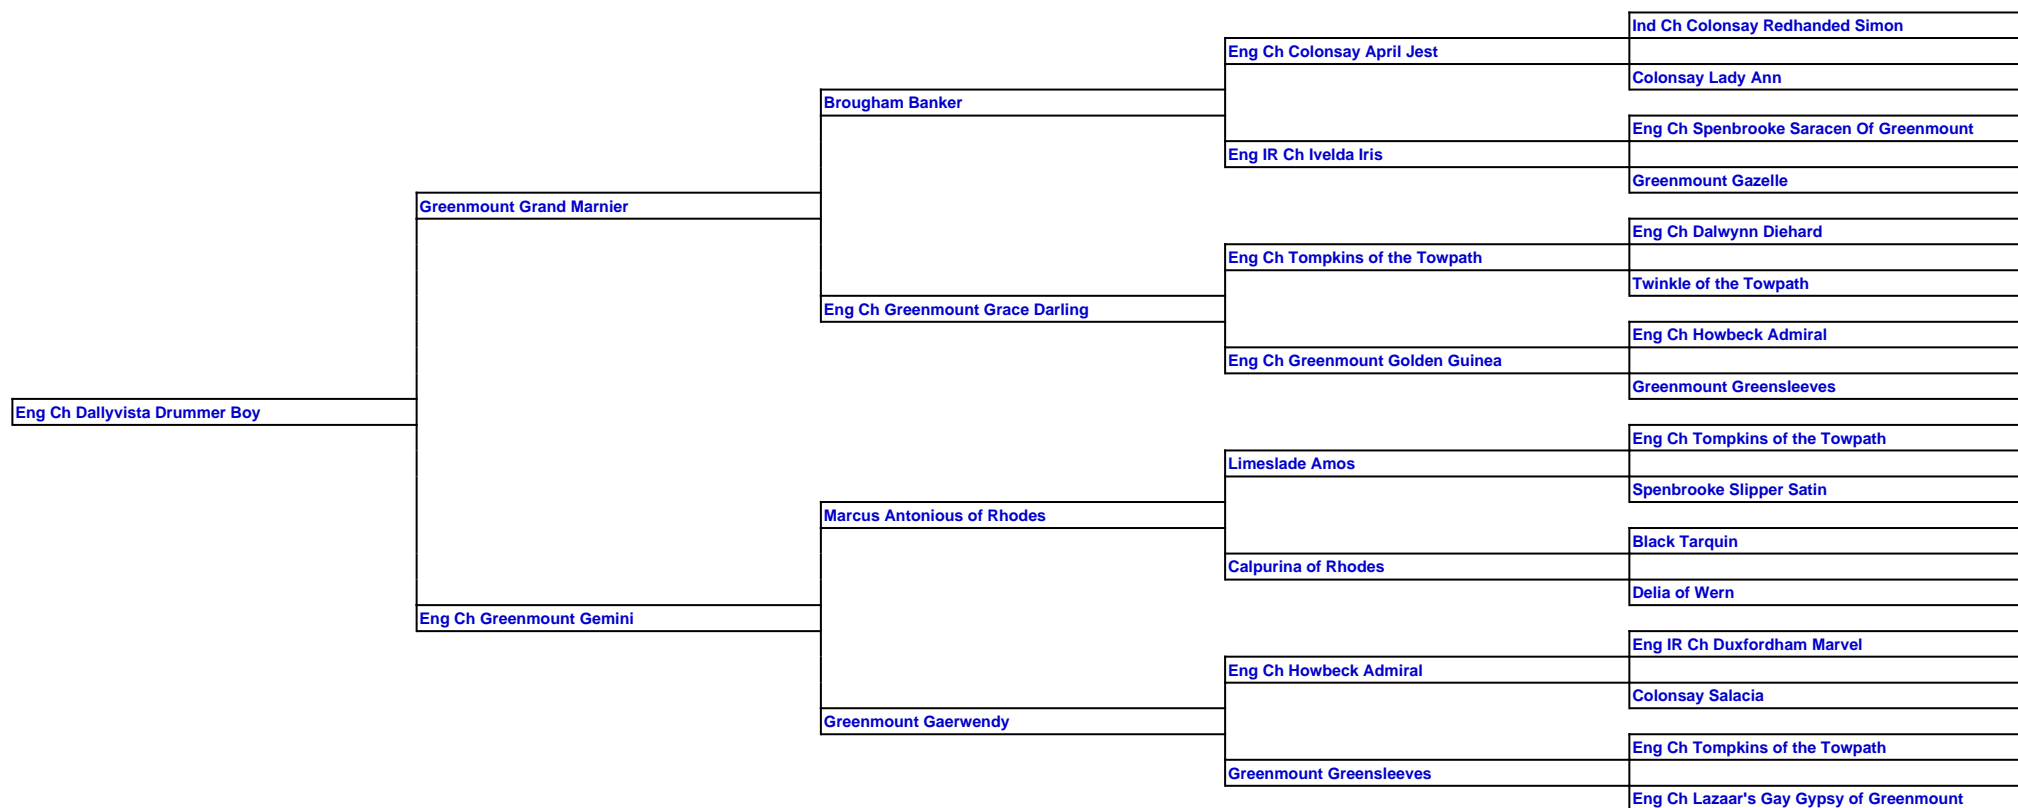 Ind Ch Colonsay Redhanded Simon
Eng Ch Colonsay April Jest
Colonsay Lady Ann
Brougham Banker
Eng Ch Spenbrooke Saracen Of Greenmount
Eng IR Ch Ivelda Iris
Greenmount Gazelle
Greenmount Grand Marnier
Eng Ch Dalwynn Diehard
Eng Ch Tompkins of the Towpath
Twinkle of the Towpath
Eng Ch Greenmount Grace Darling
Eng Ch Howbeck Admiral
Eng Ch Greenmount Golden Guinea
Greenmount Greensleeves
Eng Ch Dallyvista Drummer Boy
Eng Ch Tompkins of the Towpath
Limeslade Amos
Spenbrooke Slipper Satin
Marcus Antonious of Rhodes
Black Tarquin
Calpurina of Rhodes
Delia of Wern
Eng Ch Greenmount Gemini
Eng IR Ch Duxfordham Marvel
Eng Ch Howbeck Admiral
Colonsay Salacia
Greenmount Gaerwendy
Eng Ch Tompkins of the Towpath
Greenmount Greensleeves
Eng Ch Lazaar's Gay Gypsy of Greenmount